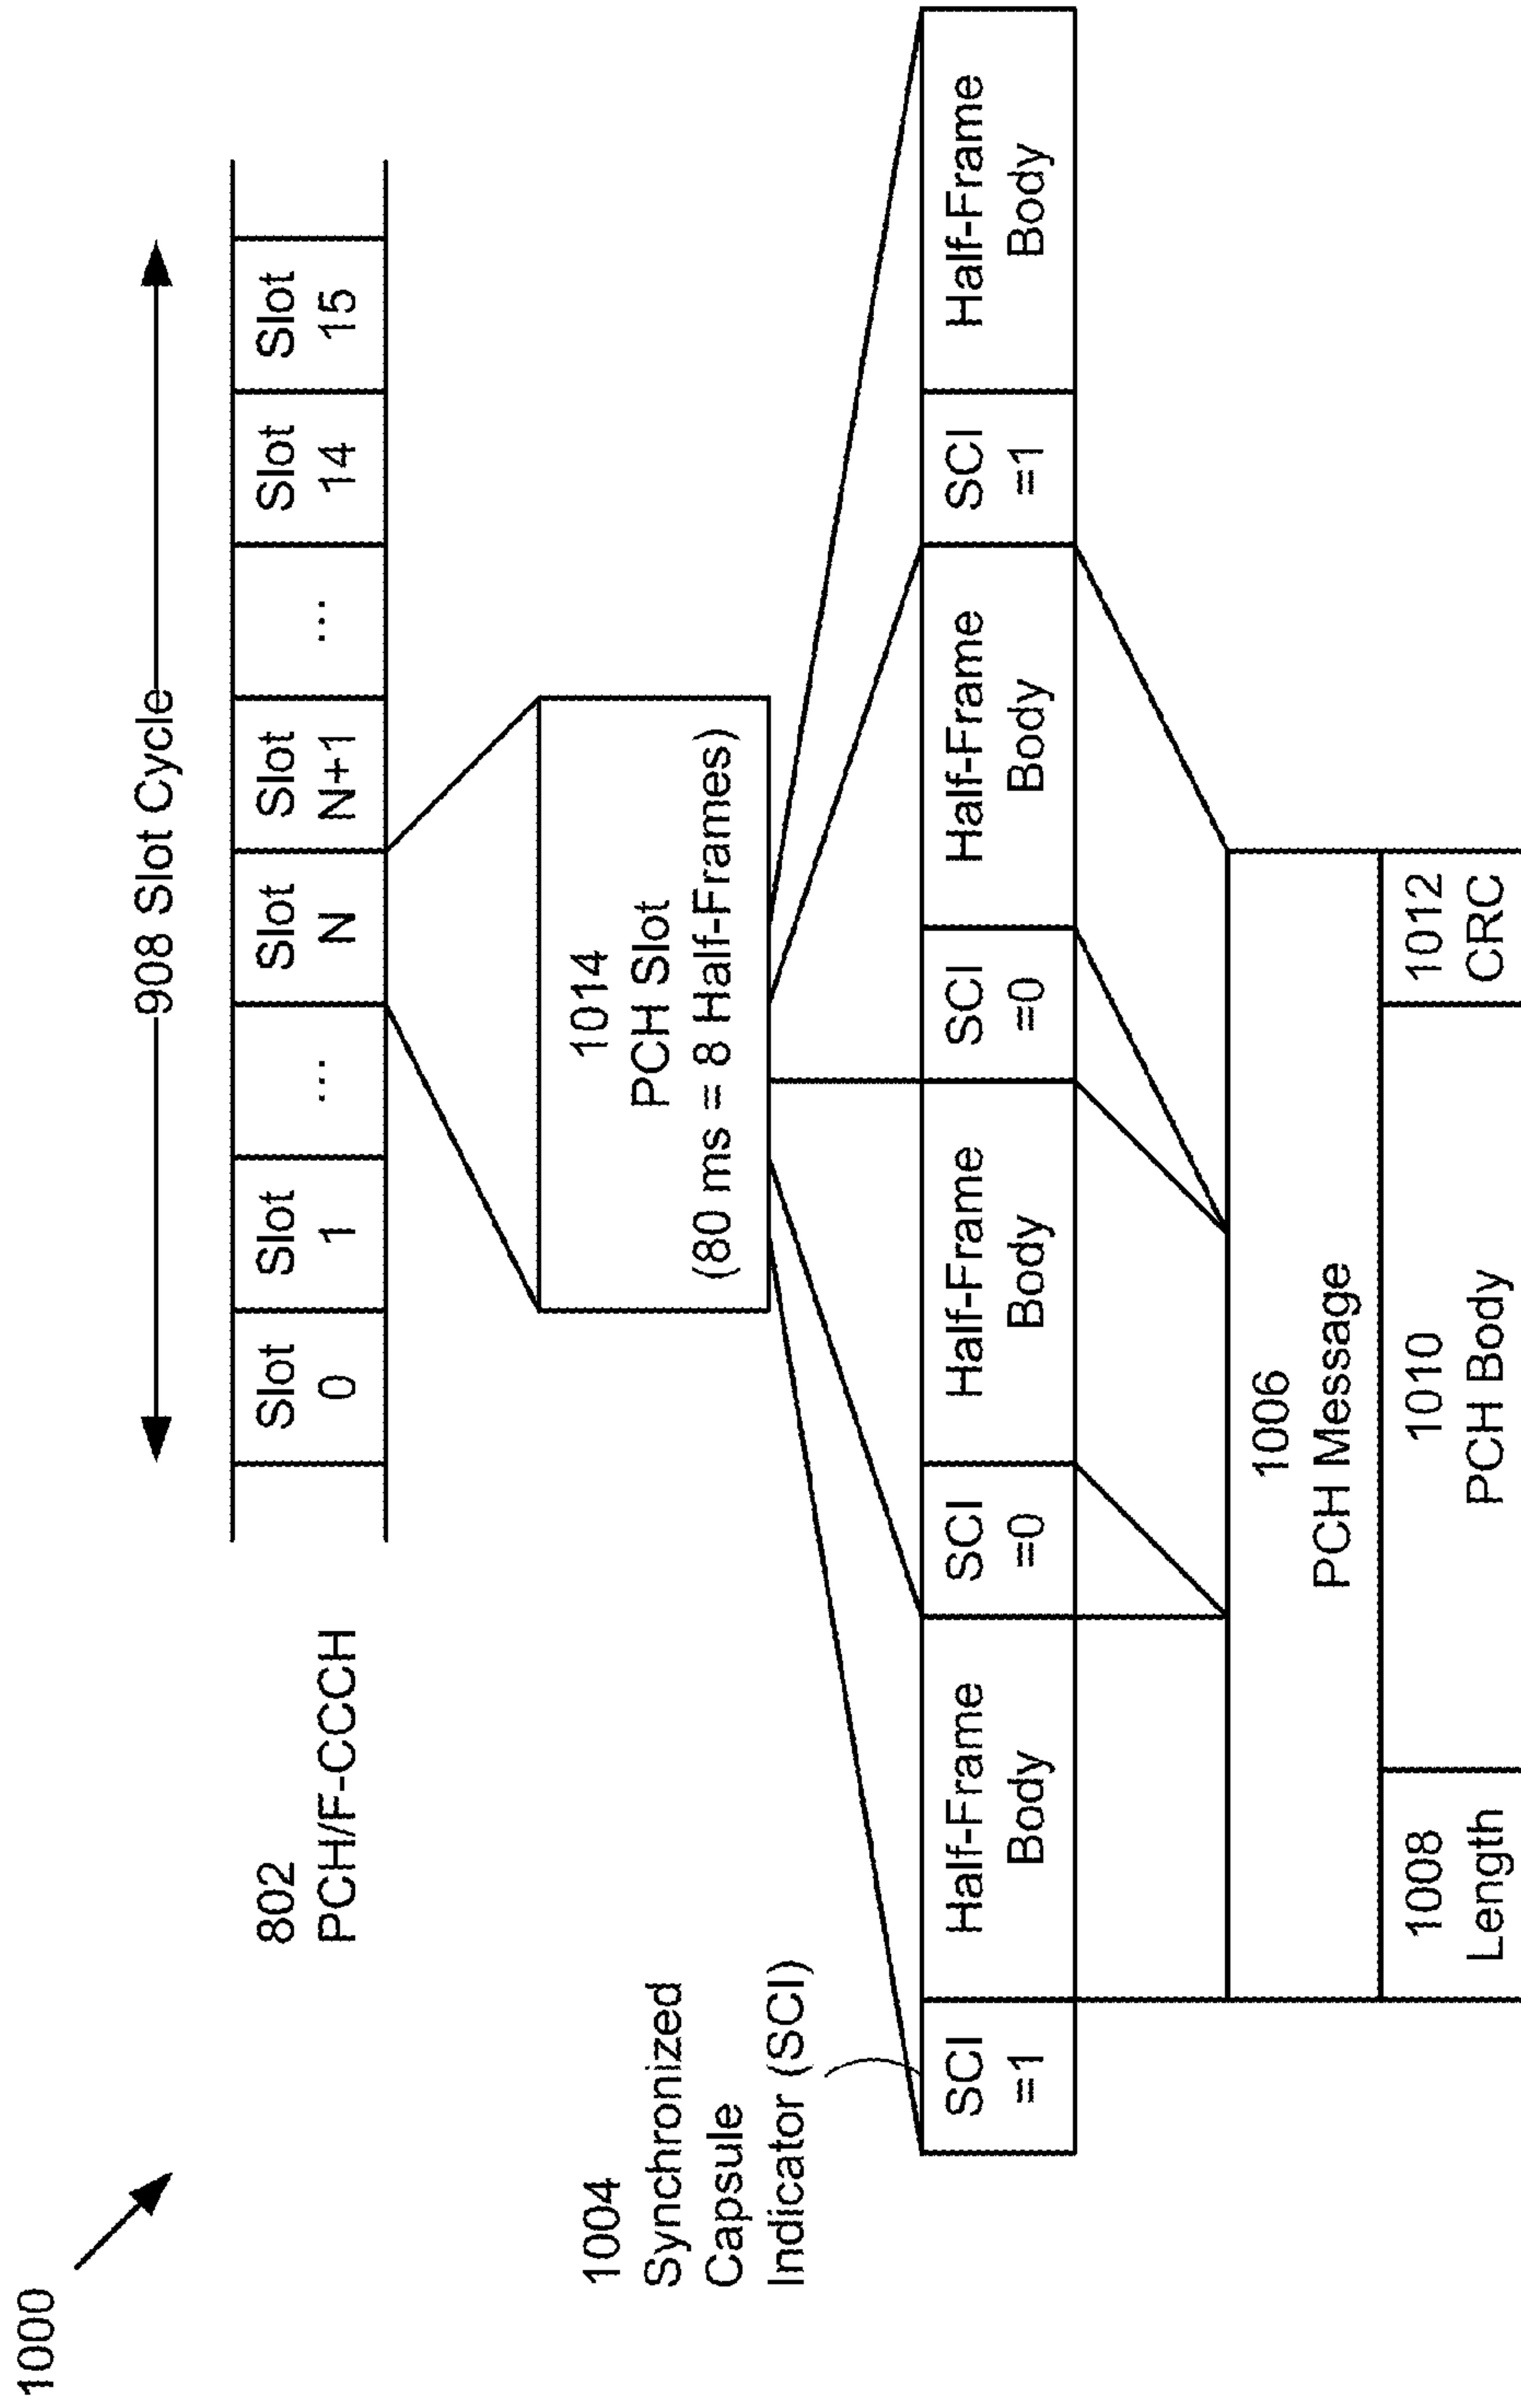 1000
908 Slot Cycle
802
PCH/F-CCCH
Slot
0
Slot
1
...
Slot
N
Slot
N+1
...
Slot
14
Slot
15
1014
PCH Slot
(80 ms = 8 Half-Frames)
1004
Synchronized
Capsule
Indicator (SCI)
SCI
=1
Half-Frame
Body
SCI
=0
Half-Frame
Body
SCI
=0
Half-Frame
Body
SCI
=1
Half-Frame
Body
1006
PCH Message
1008
Length
1010
PCH Body
1012
CRC